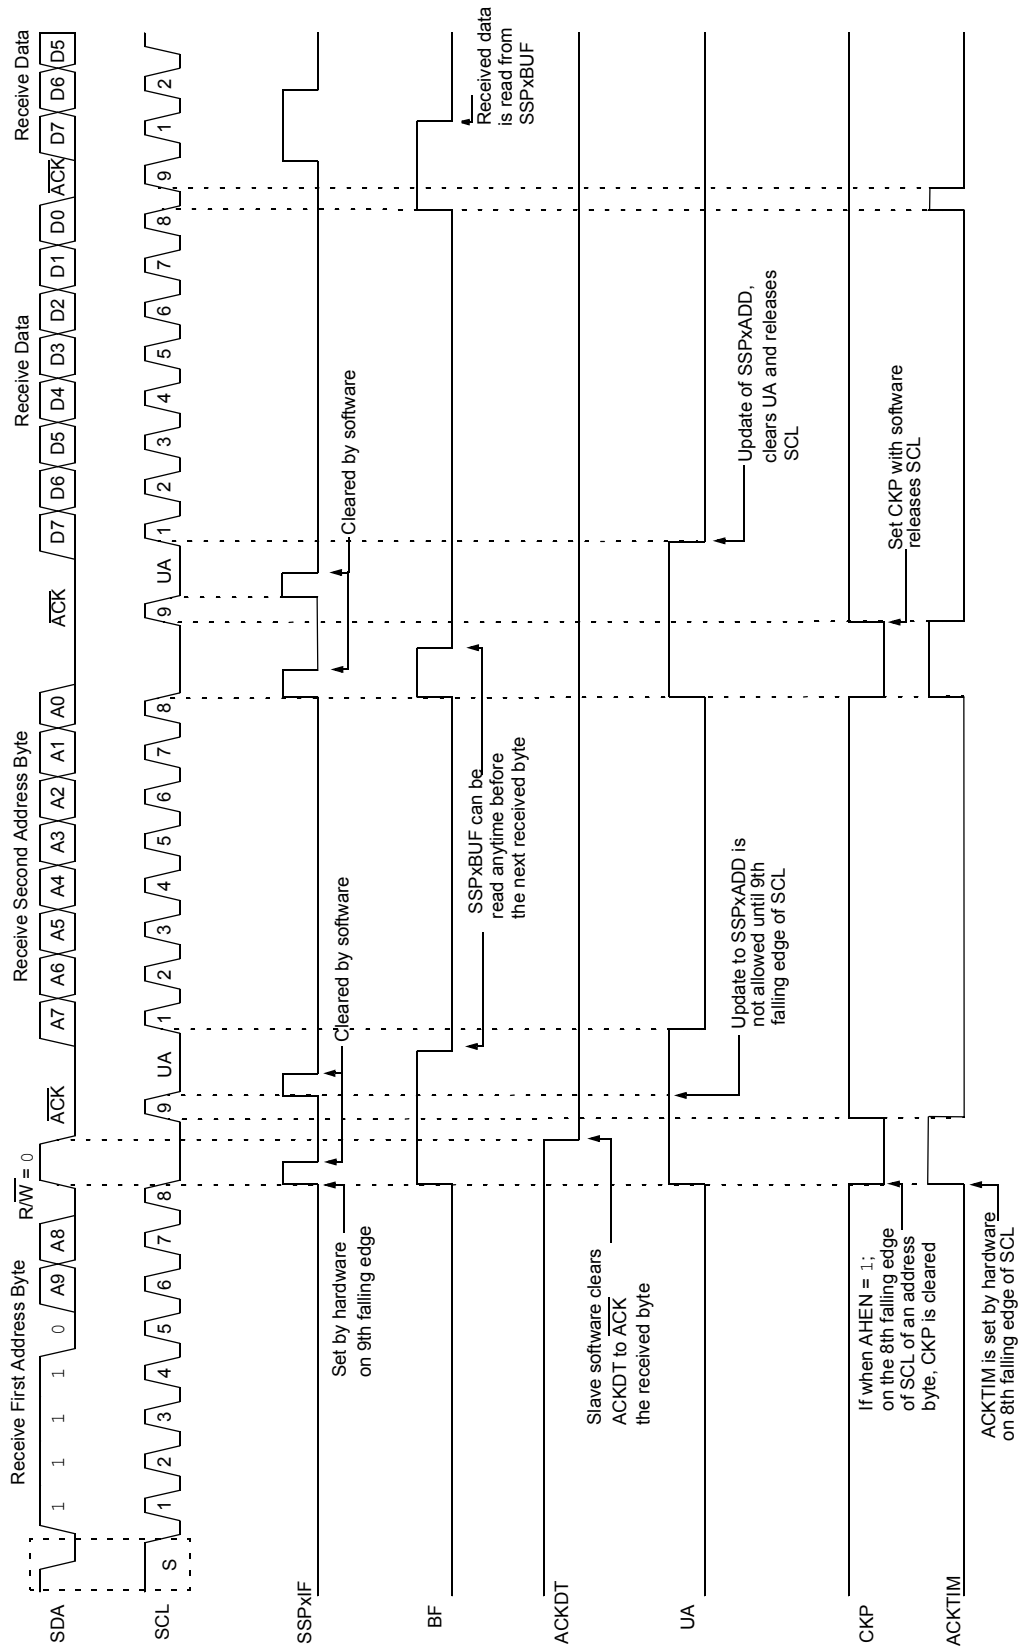 Receive First Address Byte
R/W = 0
Receive Second Address Byte
Receive Data
Receive Data
SDA
1
1
1
1
0
A9
A8
ACK
A7
A6
A5
A4
A3
A2
A1
A0
ACK
D7
D6
D5
D4
D3
D2
D1
D0
ACK
D7
D6
D5
SCL
S
1
2
3
4
5
6
7
8
9
UA
1
2
3
4
5
6
7
8
9
UA
1
2
3
4
5
6
7
8
9
1
2
SSPxIF
Set by hardware
on 9th falling edge
Cleared by software
Cleared by software
BF
SSPxBUF can be
read anytime before
the next received byte
Received data
is read from
SSPxBUF
ACKDT
Slave software clears
ACKDT to ACK
the received byte
UA
Update to SSPxADD is
not allowed until 9th
falling edge of SCL
Update of SSPxADD,
clears UA and releases
SCL
CKP
If when AHEN = 1;
on the 8th falling edge
of SCL of an address
byte, CKP is cleared
Set CKP with software
releases SCL
ACKTIM
ACKTIM is set by hardware
on 8th falling edge of SCL